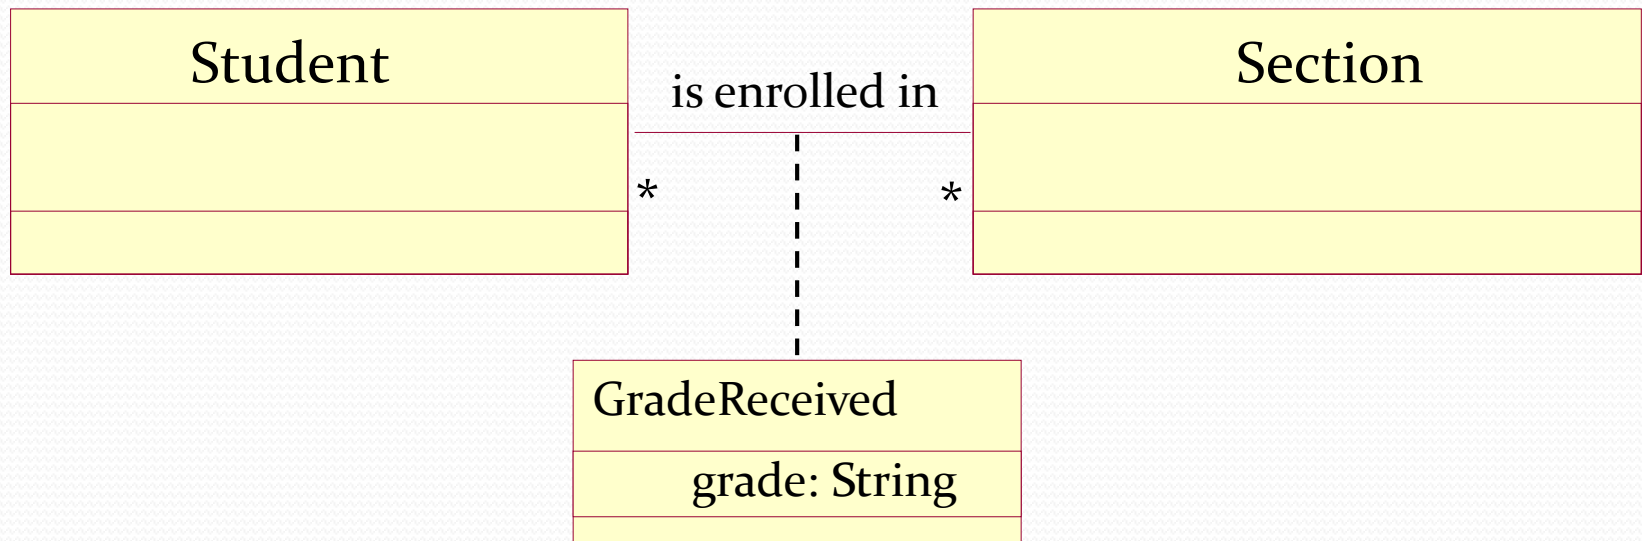 Student
is enrolled in
Section
*
*
GradeReceived
grade: String